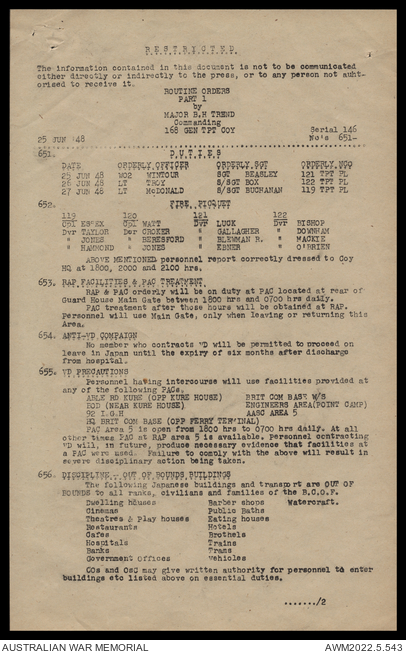 RESTRICTED
The information contained in this document is not to be communicated
either directly or indirectly to the press, or to any person not auht-
orised to receive it.
ROUTINE ORDERS
PART 1
by
MAJOR B.H TREND
Commanding
168 GEN TPT COY
Serial 146
25 JUN '48 No's 651-
651. DUTIES
DATE ORDERLY OFFICER ORDERLY SGT ORDERLY NCO
25 JUN 48 WO2 WINTOUR SGT BEASLEY 121 TPT PL
26 JUN 48 LT TROY S/SGT BOX 122 TPT PL
27 JUN 48 LT McDONALD S/SGT BUCHANAN 119 TPT PL
652. FIRE PICQUET
119 120 121 122
Cpl ESSEX Cpl WATT Dvr LUCK Dvr BISHOP
Dvr TAYLOR Dvr CROKER " GALLAGHER " DOWNHAM
" JONES " BERESFORD " BLEWMAN R. " MACKIE
" HAMMOND " JONES " EBNER " O'BRIEN
ABOVE MENTIONED personnel report correctly dressed to Coy
HQ at 1800, 2000 and 2100 hrs.
653. RAP FACILITIES & PAC TREATMENT
RAP & PAC orderly will be on duty at PAC located at rear of
Guard House Main Gate between 1800 hrs and 0700 hrs daily.
PAC treatment after those hours will be obtained at RAP.
Personnel will use Main Gate, only when leaving or returning this
Area.
654. ANTI-VD COMPAIGN
No member who contracts VD will be permitted to proceed on
leave in Japan until the expiry of six months after discharge
from hospital.
655. VD PRECAUTIONS
Personnel having intercourse will use facilities provided at
any of the following PACs.
ABLE RD KURE (OPP KURE HOUSE) BRIT COM BASE W/S
BOD (NEAR KURE HOUSE) ENGINEERS AREA(POINT CAMP)
92 I.G.H AASC AREA 5
HQ BRIT COM BASE (OPP FERRY TER'INAL)
PAC Area 5 is open from 1800 hrs to 0700 hrs daily. At all
other times PAC at RAP area 5 is available. Personnel contracting
VD will, in future, produce necessary evidence that facilities at
a PAC were used. Failure to comply with the above will result in
severe disciplinary action being taken.
656. DISCIPLINE - OUT OF BOUNDS BUILDINGS
The following Japanese buildings and transport are OUT OF
BOUNDS to all ranks, civilians and families of the B.C.O.F.
Dwelling houses Barber shops Watercraft.
Cinemas Public Baths
Theatres & Play houses Eating houses
Restaurants Hotels
Cafes Brothels
Hospitals Trains
Banks Trams
Government Offices Vehicles
COs and OsC may give written authority for personnel to enter
buildings etc listed above on essential duties.
......./2
AUSTRALIAN WAR MEMORIAL AWM2022.5.543